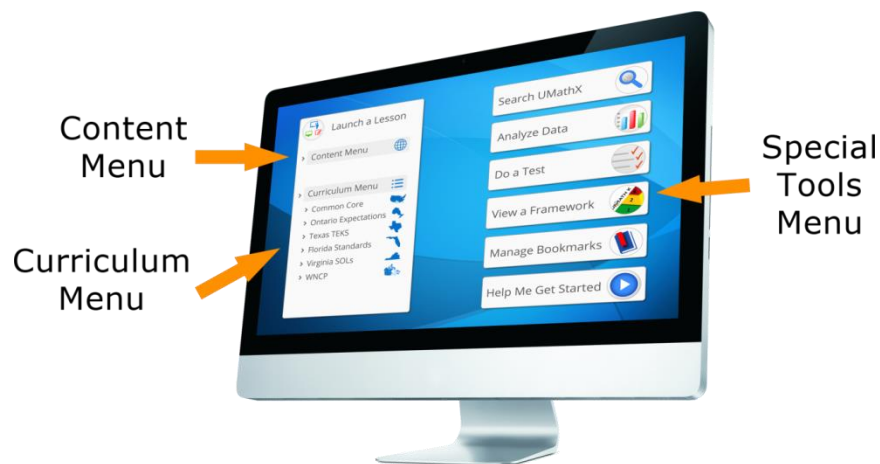 Content
Menu
Curriculum
Menu
Launch a Lesson
› Content Menu
› Curriculum Menu
› Common Core
› Ontario Expectations
› Texas TEKS
› Florida Standards
› Virginia SOLs
› WNCP
Search UMathX
Analyze Data
Do a Test
View a Framework
Manage Bookmarks
Help Me Get Started
Special
Tools
Menu